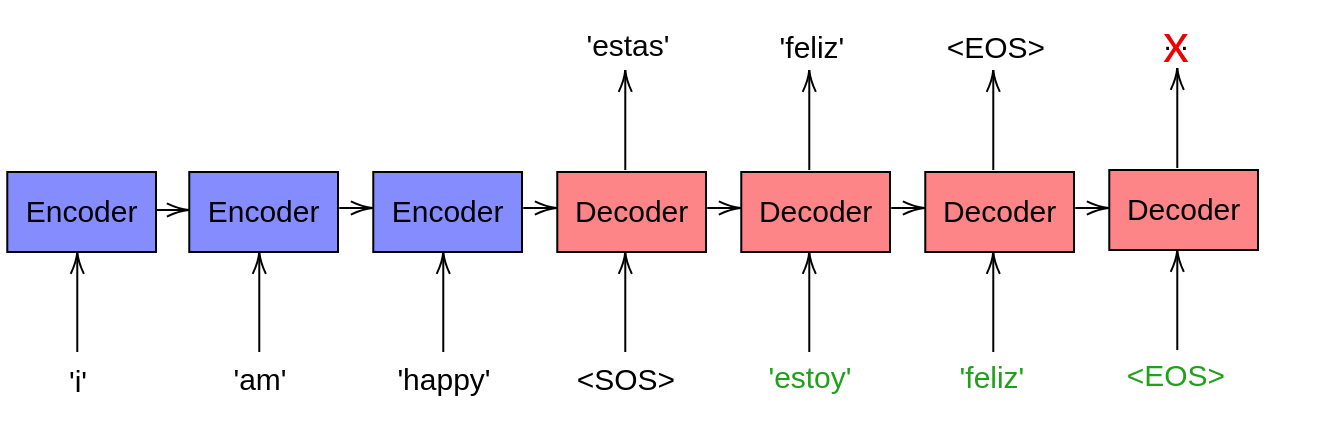 'estas' 'feliz' <EOS> X
Encoder Encoder Encoder Decoder Decoder Decoder Decoder
'i' 'am' 'happy' <SOS> 'estoy' 'feliz' <EOS>